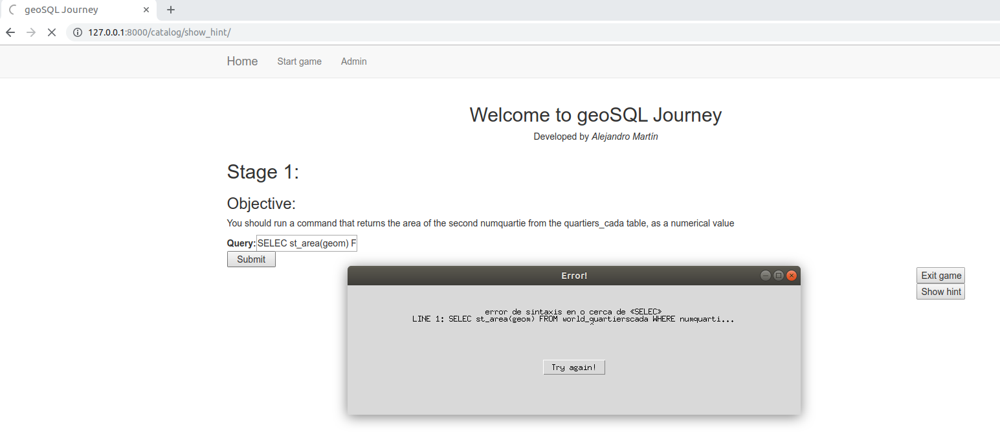 geoSQL Journey
127.0.0.1:8000/catalog/show_hint/
Home Start game Admin
Welcome to geoSQL Journey
Developed by Alejandro Martín
Stage 1:
Objective:
You should run a command that returns the area of the second numquartie from the quartiers_cada table, as a numerical value
Query: SELEC st_area(geom) F
Submit
Exit game
Show hint
Error!
error de sintaxis en o cerca de «SELEC»
LINE 1: SELEC st_area(geom) FROM world_quartierscada WHERE numquarti...
^
Try again!